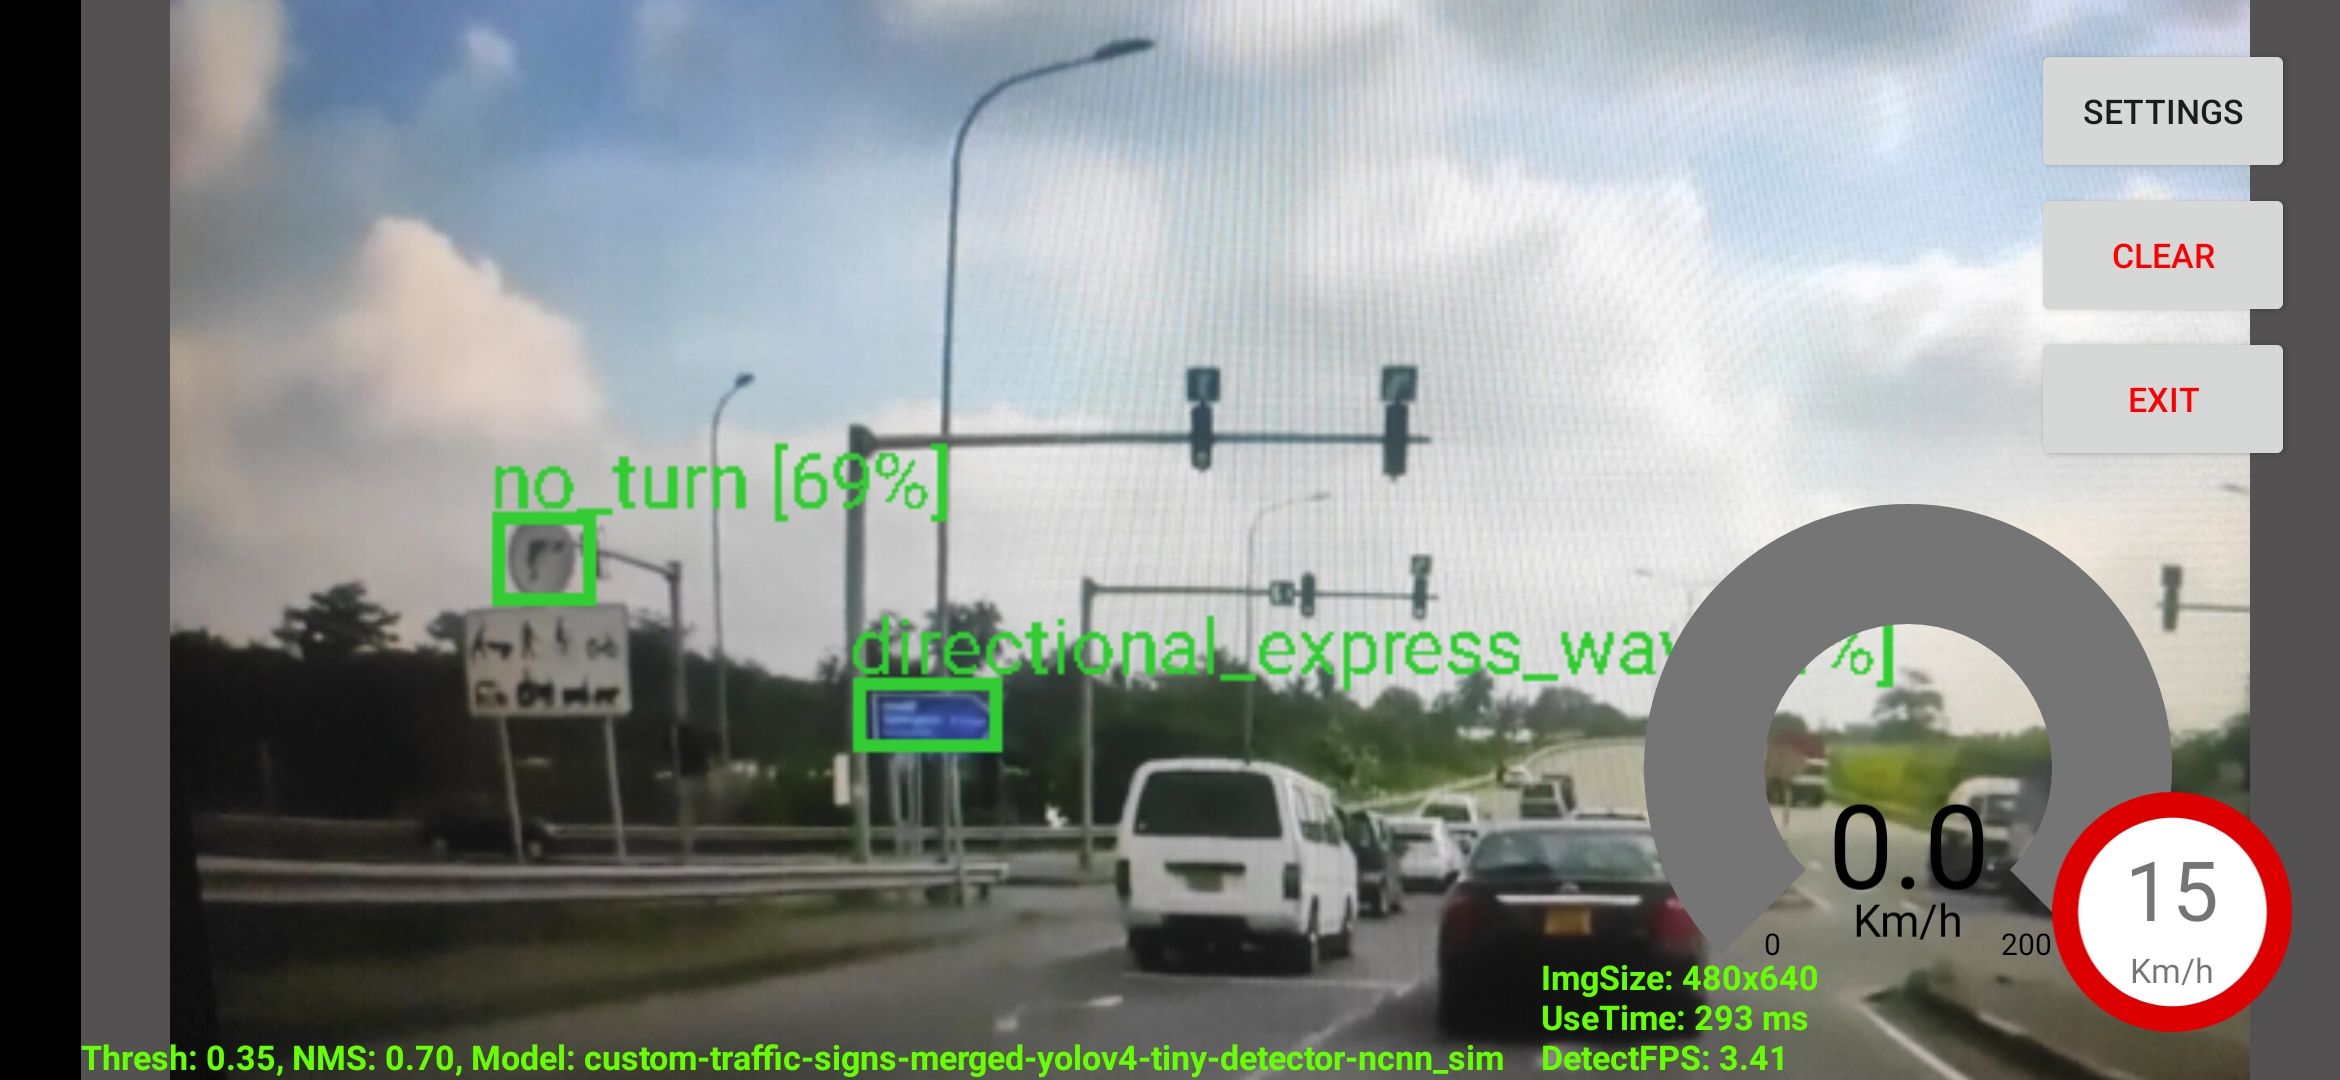 SETTINGS
CLEAR
EXIT
no_turn [69%]
directional_express_way
%]
0.0
Km/h
0
200
15
Km/h
ImgSize: 480x640
UseTime: 293 ms
DetectFPS: 3.41
Thresh: 0.35, NMS: 0.70, Model: custom-traffic-signs-merged-yolov4-tiny-detector-ncnn_sim